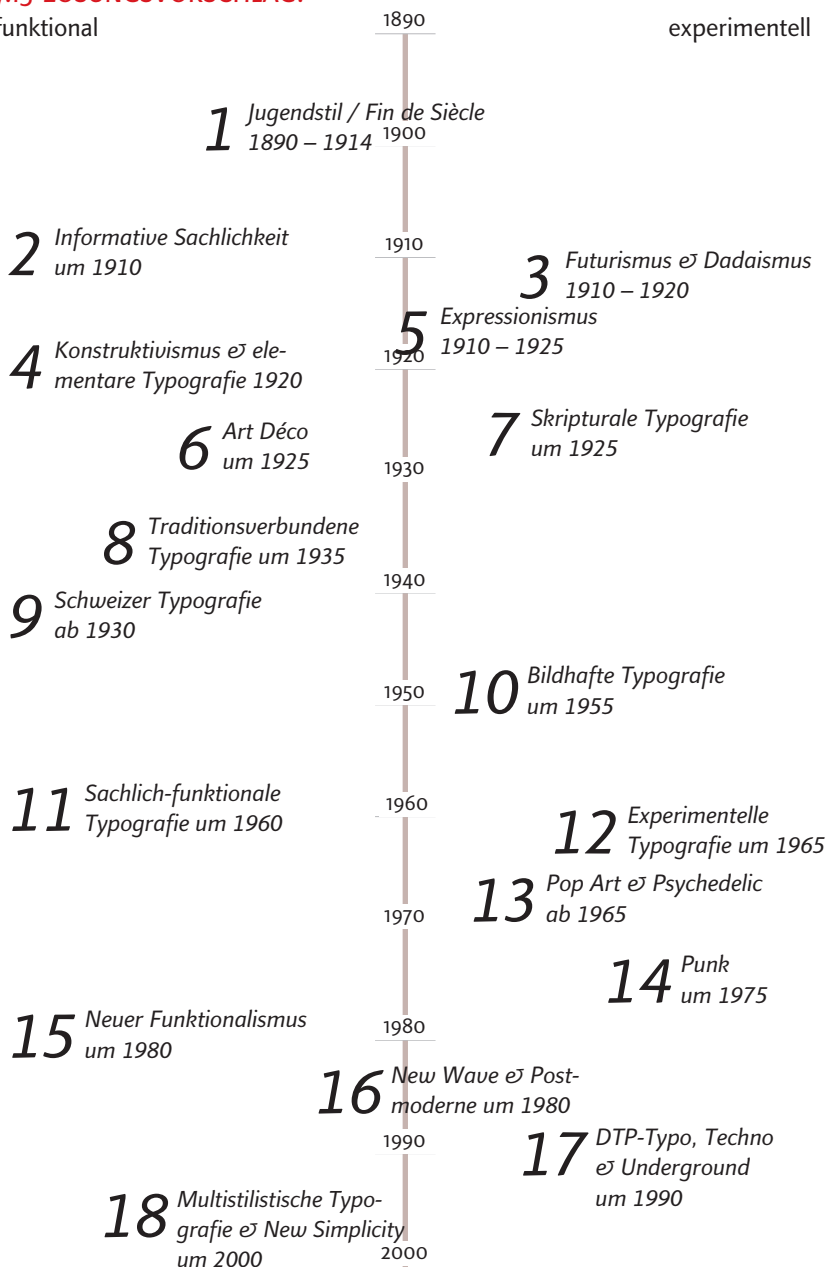 LÖSUNGSVORSCHLAG:
funktional
1890
experimentell
1 Jugendstil / Fin de Siècle
1890 – 1914
1900
2 Informative Sachlichkeit
um 1910
1910
3 Futurismus & Dadaismus
1910 – 1920
5 Expressionismus
1910 – 1925
4 Konstruktivismus & ele-
mentare Typografie 1920
1920
6 Art Déco
um 1925
7 Skripturale Typografie
um 1925
1930
8 Traditionsverbundene
Typografie um 1935
1940
9 Schweizer Typografie
ab 1930
10 Bildhafte Typografie
um 1955
1950
11 Sachlich-funktionale
Typografie um 1960
1960
12 Experimentelle
Typografie um 1965
13 Pop Art & Psychedelic
ab 1965
1970
14 Punk
um 1975
15 Neuer Funktionalismus
um 1980
1980
16 New Wave & Post-
moderne um 1980
1990
17 DTP-Typo, Techno
& Underground
um 1990
18 Multistilistische Typo-
grafie & New Simplicity
um 2000
2000